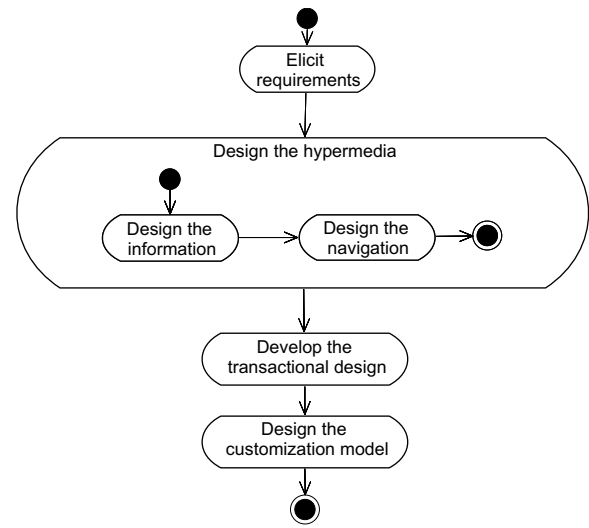 Elicit
requirements
Design the hypermedia
Design the
information
Design the
navigation
Develop the
transactional design
Design the
customization model